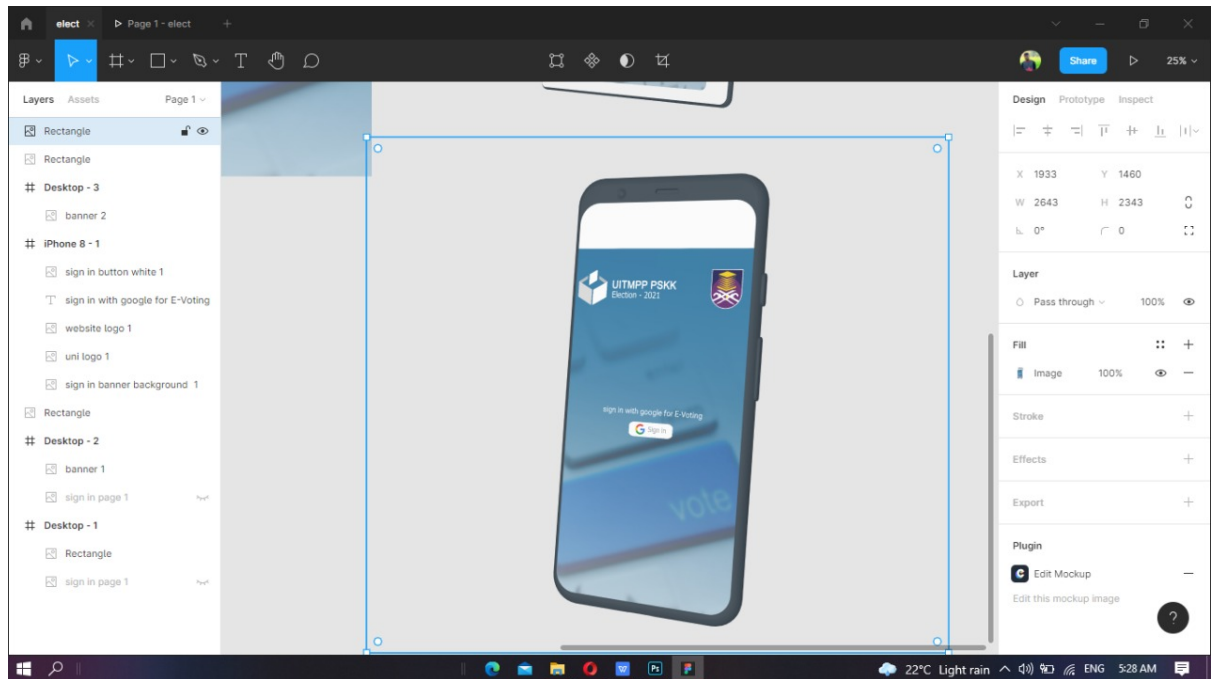 elect
Page 1 - elect
Share
25%
Layers
Assets
Page 1
Rectangle
Rectangle
Desktop - 3
banner 2
iPhone 8 - 1
sign in button white 1
sign in with google for E-Voting
website logo 1
uni logo 1
sign in banner background 1
Rectangle
Desktop - 2
banner 1
sign in page 1
Desktop - 1
Rectangle
sign in page 1
UITMPP PSKK
Election - 2021
sign in with google for E-Voting
G Sign in
vote
Design
Prototype
Inspect
X 1933
Y 1460
W 2643
H 2343
0°
0
Layer
Pass through
100%
Fill
Image
100%
Stroke
Effects
Export
Plugin
Edit Mockup
Edit this mockup image
?
Ps
22°C Light rain
ENG
5:28 AM